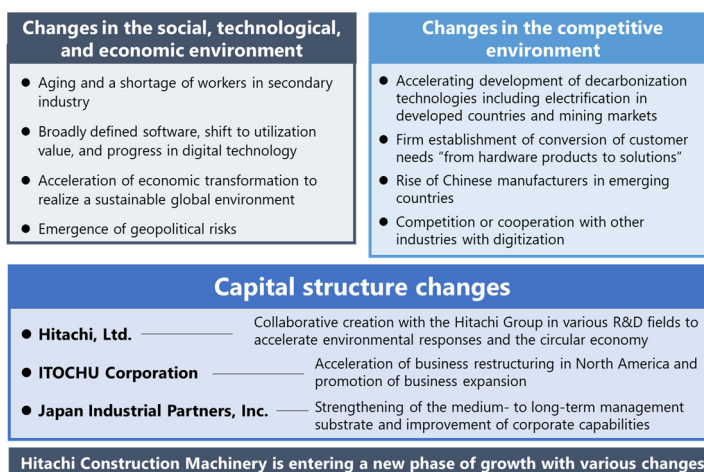 Changes in the social, technological,
and economic environment
● Aging and a shortage of workers in secondary
industry
● Broadly defined software, shift to utilization
value, and progress in digital technology
● Acceleration of economic transformation to
realize a sustainable global environment
● Emergence of geopolitical risks
Changes in the competitive
environment
● Accelerating development of decarbonization
technologies including electrification in
developed countries and mining markets
● Firm establishment of conversion of customer
needs "from hardware products to solutions"
● Rise of Chinese manufacturers in emerging
countries
● Competition or cooperation with other
industries with digitization
Capital structure changes
● Hitachi, Ltd.
Collaborative creation with the Hitachi Group in various R&D fields to
accelerate environmental responses and the circular economy
● ITOCHU Corporation
Acceleration of business restructuring in North America and
promotion of business expansion
● Japan Industrial Partners, Inc.
Strengthening of the medium- to long-term management
substrate and improvement of corporate capabilities
Hitachi Construction Machinery is entering a new phase of growth with various changes